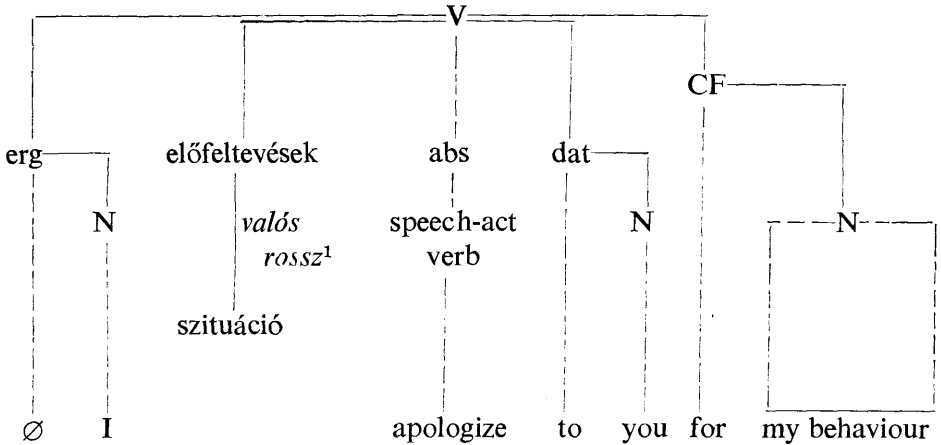 V
CF
erg előfeltevések abs dat
N valós speech-act N N
rossz¹ verb
szituáció
∅ I apologize to you for my behaviour